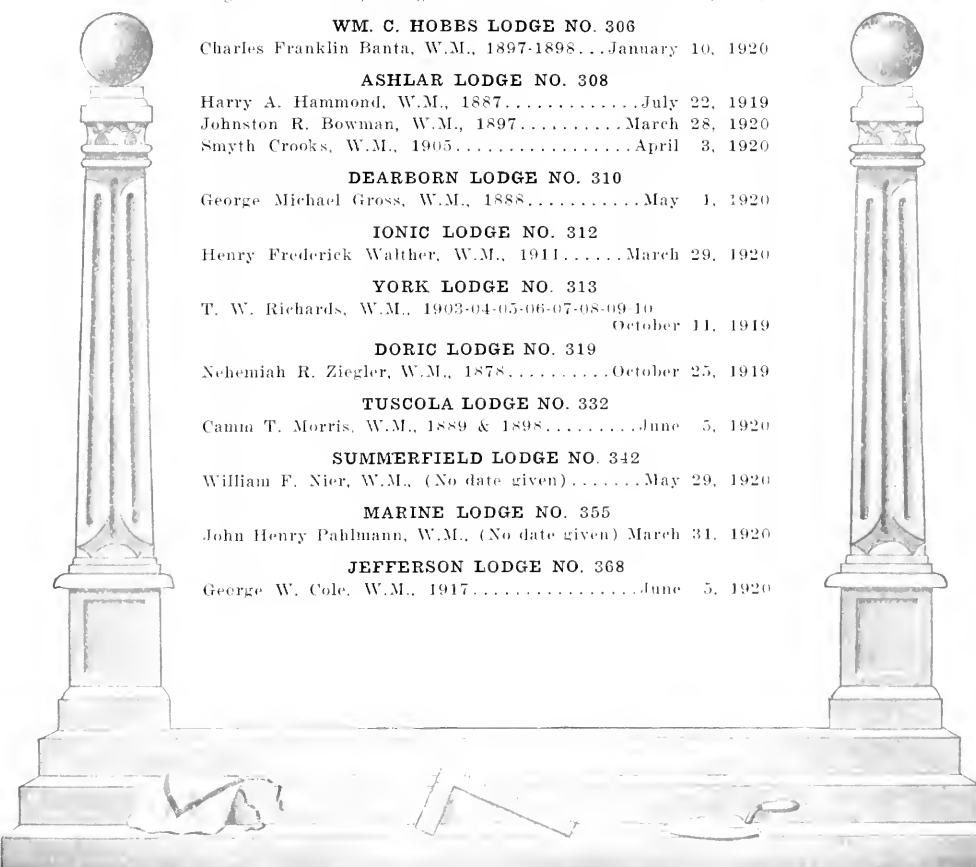 WM. C. HOBBS LODGE NO. 306
Charles Franklin Banta, W.M., 1897-1898...January 10, 1920
ASHLAR LODGE NO. 308
Harry A. Hammond, W.M., 1887.............July 22, 1919
Johnston R. Bowman, W.M., 1897..........March 28, 1920
Smyth Crooks, W.M., 1905.................April 3, 1920
DEARBORN LODGE NO. 310
George Michael Gross, W.M., 1888...........May 1, 1920
IONIC LODGE NO. 312
Henry Frederick Walther, W.M., 1911......March 29, 1920
YORK LODGE NO. 313
T. W. Richards, W.M., 1903-04-05-06-07-08-09-10
October 11, 1919
DORIC LODGE NO. 319
Nehemiah R. Ziegler, W.M., 1878..........October 25, 1919
TUSCOLA LODGE NO. 332
Camm T. Morris, W.M., 1889 & 1898.........June 5, 1920
SUMMERFIELD LODGE NO. 342
William F. Nier, W.M., (No date given).......May 29, 1920
MARINE LODGE NO. 355
John Henry Pahlmann, W.M., (No date given) March 31, 1920
JEFFERSON LODGE NO. 368
George W. Cole, W.M., 1917................June 5, 1920